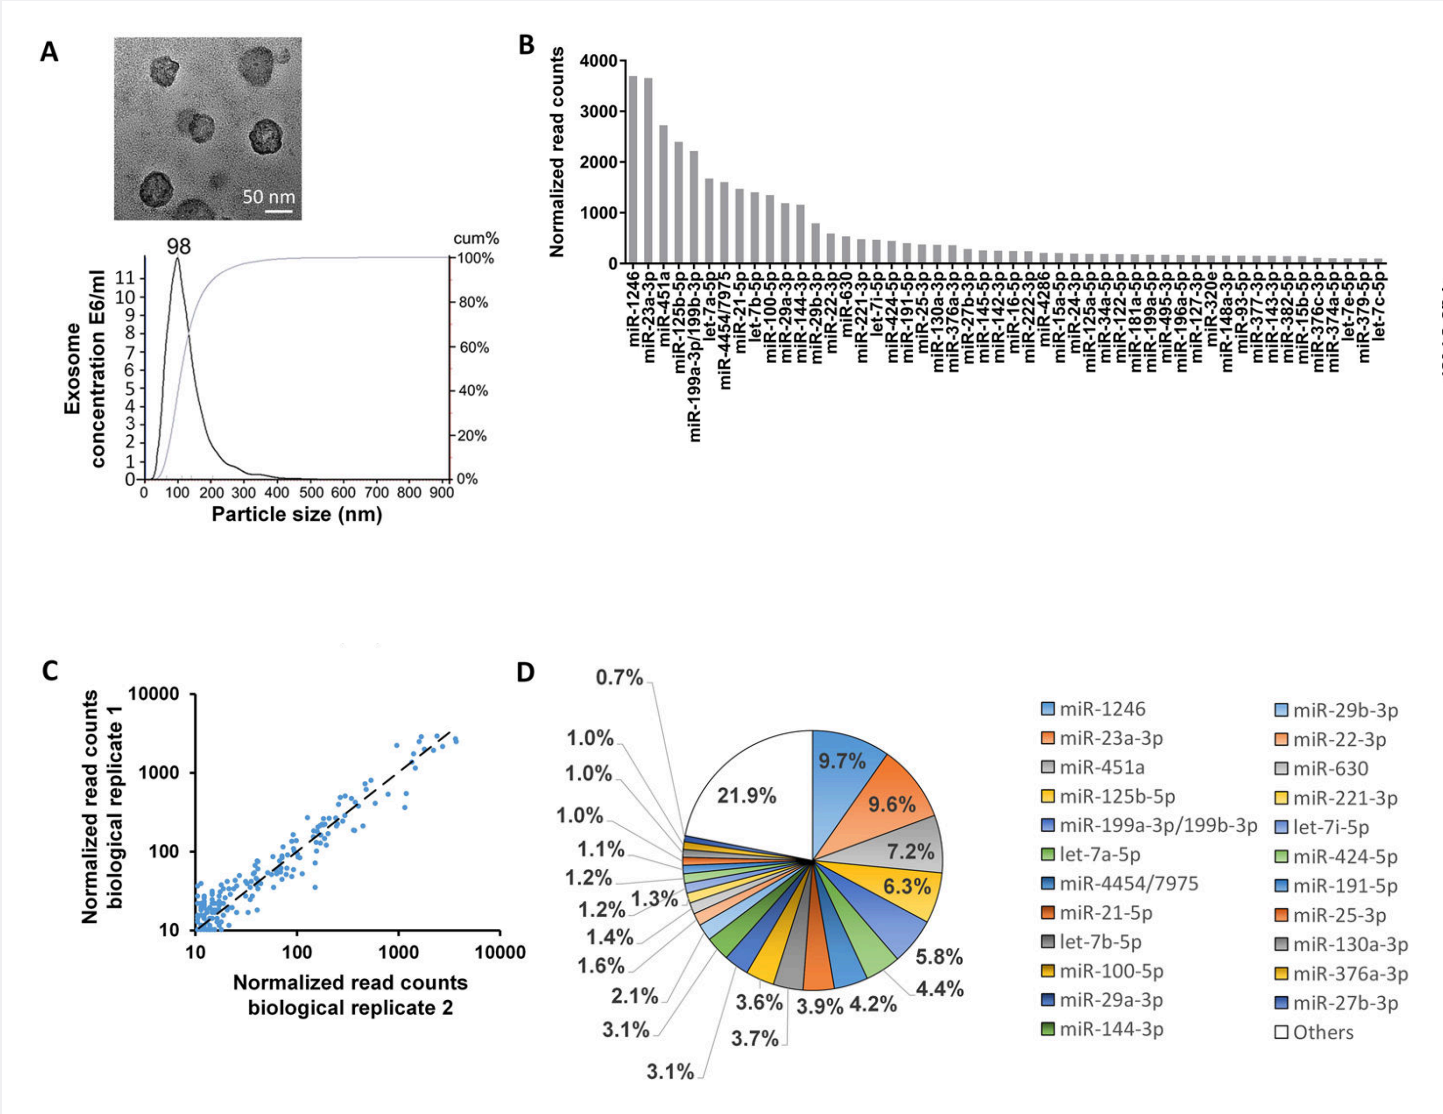 A
50 nm
98
cum%
100%
80%
60%
40%
20%
0%
11
10
9
8
7
6
5
4
3
2
1
0
Exosome
concentration E6/ml
0 100 200 300 400 500 600 700 800 900
Particle size (nm)
B
Normalized read counts
4000
3000
2000
1000
0
miR-1246
miR-23a-3p
miR-451a
miR-125b-5p
miR-199a-3p/199b-3p
let-7a-5p
miR-4454/7975
miR-21-5p
let-7b-5p
miR-100-5p
miR-29a-3p
miR-144-3p
miR-29b-3p
miR-22-3p
miR-630
miR-221-3p
let-7i-5p
miR-424-5p
miR-191-5p
miR-25-3p
miR-130a-3p
miR-376a-3p
miR-27b-3p
miR-145-5p
miR-142-3p
miR-16-5p
miR-222-3p
miR-4286
miR-15a-5p
miR-24-3p
miR-125a-5p
miR-34a-5p
miR-122-5p
miR-181a-5p
miR-199a-5p
miR-495-3p
miR-196a-5p
miR-127-3p
miR-320e
miR-148a-3p
miR-93-5p
miR-377-3p
miR-143-3p
miR-382-5p
miR-15b-5p
miR-376c-3p
miR-374a-5p
let-7e-5p
miR-379-5p
let-7c-5p
C
Normalized read counts
biological replicate 1
10000
1000
100
10
10 100 1000 10000
Normalized read counts
biological replicate 2
D
0.7%
1.0%
1.0%
1.0%
1.1%
1.2%
1.2%
1.3%
1.4%
1.6%
2.1%
3.1%
3.1%
3.7%
3.6%
3.9%
4.2%
4.4%
5.8%
6.3%
7.2%
9.6%
9.7%
21.9%
miR-1246
miR-23a-3p
miR-451a
miR-125b-5p
miR-199a-3p/199b-3p
let-7a-5p
miR-4454/7975
miR-21-5p
let-7b-5p
miR-100-5p
miR-29a-3p
miR-144-3p
miR-29b-3p
miR-22-3p
miR-630
miR-221-3p
let-7i-5p
miR-424-5p
miR-191-5p
miR-25-3p
miR-130a-3p
miR-376a-3p
miR-27b-3p
Others